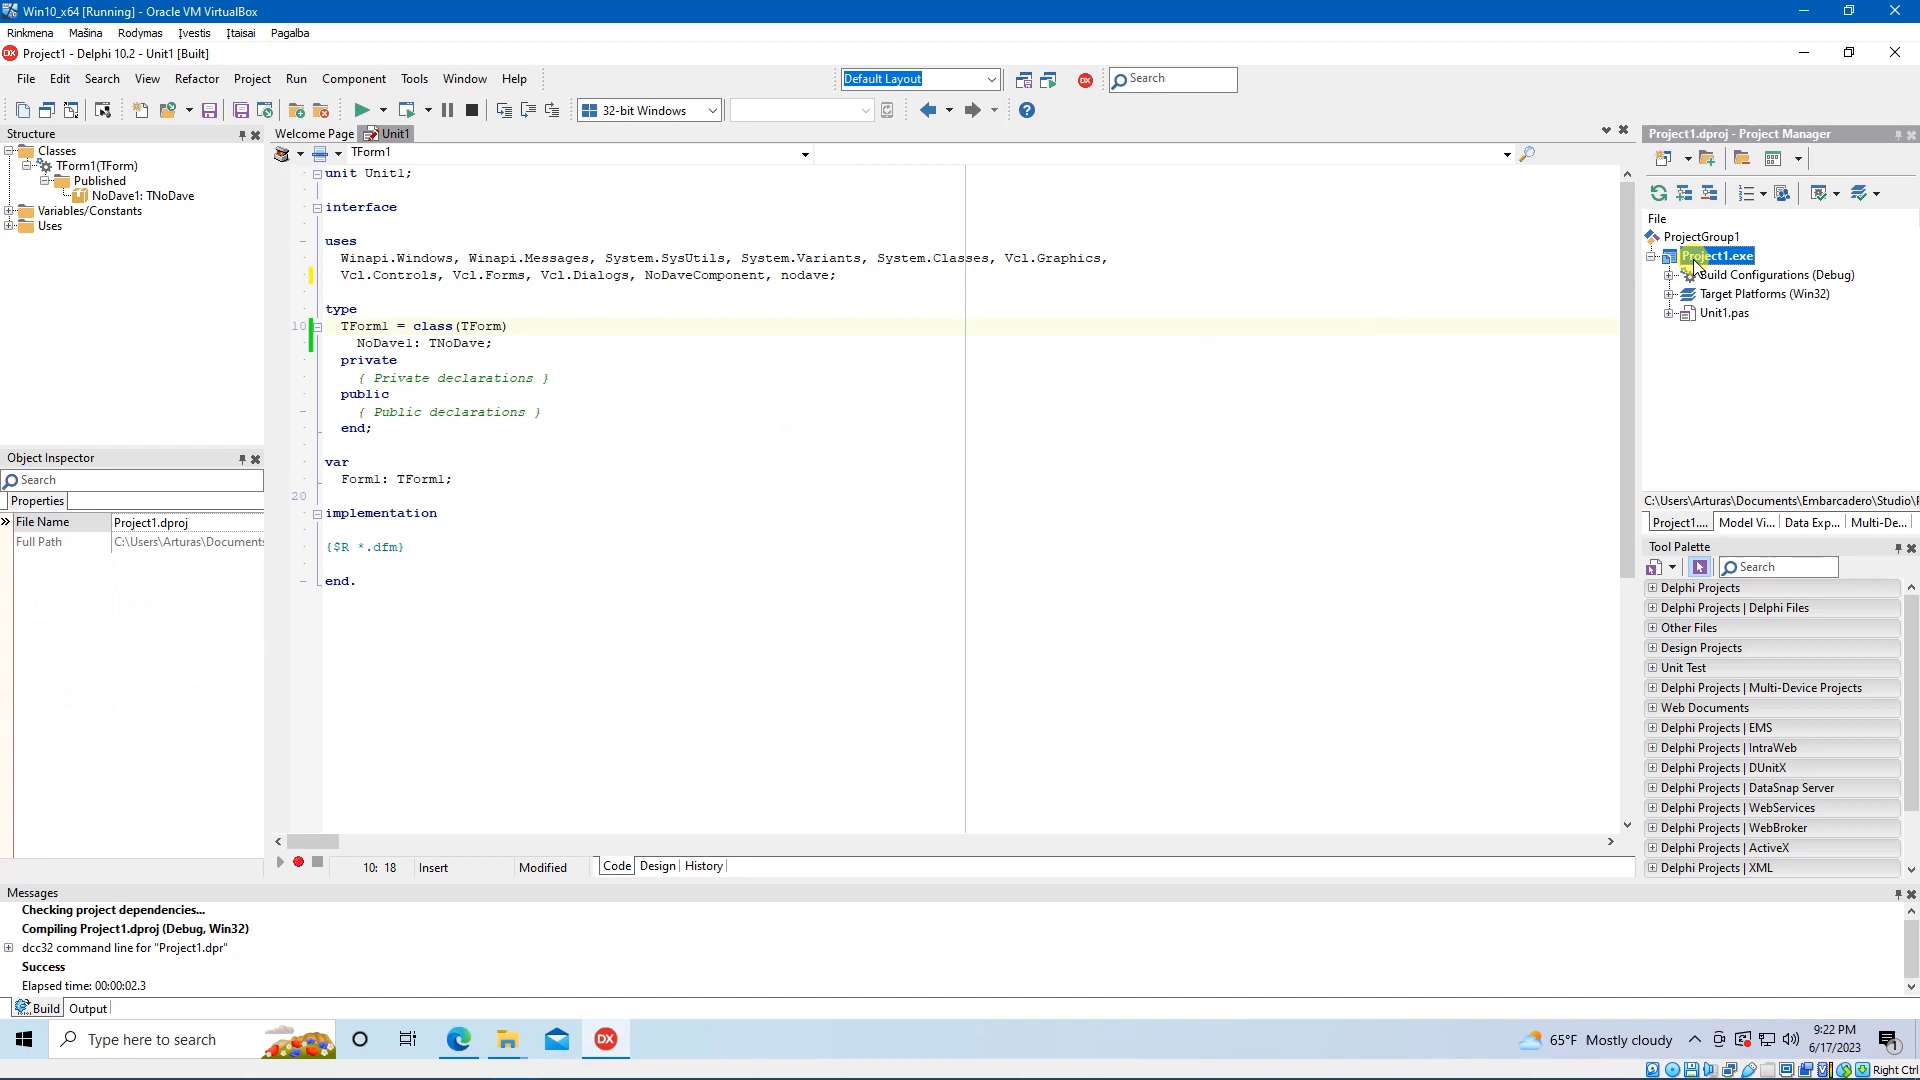 Win10_x64 [Running] - Oracle VM VirtualBox
Rinkmena Mašina Rodymas Įvestis Įtaisai Pagalba
Project1 - Delphi 10.2 - Unit1 [Built]
File Edit Search View Refactor Project Run Component Tools Window Help
Default Layout
Search
32-bit Windows
Structure
Classes
TForm1(TForm)
Published
NoDave1: TNoDave
Variables/Constants
Uses
Object Inspector
Search
Properties
File Name Project1.dproj
Full Path C:\Users\Arturas\Documents
Welcome Page Unit1
TForm1
unit Unit1;
interface
uses
Winapi.Windows, Winapi.Messages, System.SysUtils, System.Variants, System.Classes, Vcl.Graphics,
Vcl.Controls, Vcl.Forms, Vcl.Dialogs, NoDaveComponent, nodave;
type
10 TForm1 = class(TForm)
NoDave1: TNoDave;
private
{ Private declarations }
public
{ Public declarations }
end;
var
Form1: TForm1;
20
implementation
{$R *.dfm}
end.
10: 18 Insert Modified Code Design History
Project1.dproj - Project Manager
File
ProjectGroup1
Project1.exe
Build Configurations (Debug)
Target Platforms (Win32)
Unit1.pas
C:\Users\Arturas\Documents\Embarcadero\Studio\
Project1.... Model Vi... Data Exp... Multi-De...
Tool Palette
Search
Delphi Projects
Delphi Projects | Delphi Files
Other Files
Design Projects
Unit Test
Delphi Projects | Multi-Device Projects
Web Documents
Delphi Projects | EMS
Delphi Projects | IntraWeb
Delphi Projects | DUnitX
Delphi Projects | DataSnap Server
Delphi Projects | WebServices
Delphi Projects | WebBroker
Delphi Projects | ActiveX
Delphi Projects | XML
Messages
Checking project dependencies...
Compiling Project1.dproj (Debug, Win32)
dcc32 command line for "Project1.dpr"
Success
Elapsed time: 00:00:02.3
Build Output
Type here to search
DX
65°F Mostly cloudy
9:22 PM
6/17/2023
1
Right Ctrl